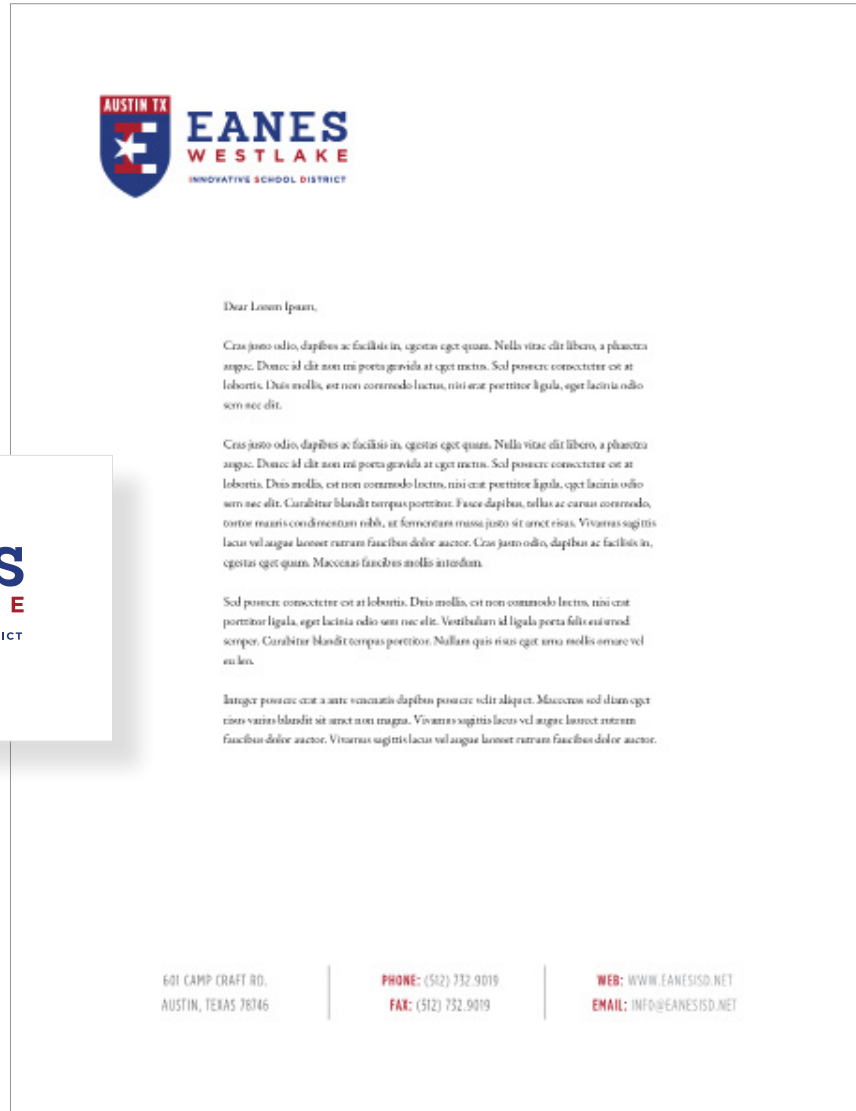 AUSTIN TX
E
EANES
WESTLAKE
INNOVATIVE SCHOOL DISTRICT
Dear Lorem Ipsum,
Cras justo odio, dapibus ac facilisis in, egestas eget quam. Nulla vitae elit libero, a pharetra
augue. Donec id elit non mi porta gravida at eget metus. Sed posuere consectetur est at
lobortis. Duis mollis, est non commodo luctus, nisi erat porttitor ligula, eget lacinia odio
sem nec elit.
Cras justo odio, dapibus ac facilisis in, egestas eget quam. Nulla vitae elit libero, a pharetra
augue. Donec id elit non mi porta gravida at eget metus. Sed posuere consectetur est at
lobortis. Duis mollis, est non commodo luctus, nisi erat porttitor ligula, eget lacinia odio
sem nec elit. Curabitur blandit tempus porttitor. Fusce dapibus, tellus ac cursus commodo,
tortor mauris condimentum nibh, ut fermentum massa justo sit amet risus. Vivamus sagittis
lacus vel augue laoreet rutrum faucibus dolor auctor. Cras justo odio, dapibus ac facilisis in,
egestas eget quam. Maecenas faucibus mollis interdum.
Sed posuere consectetur est at lobortis. Duis mollis, est non commodo luctus, nisi erat
porttitor ligula, eget lacinia odio sem nec elit. Vestibulum id ligula porta felis euismod
semper. Curabitur blandit tempus porttitor. Nullam quis risus eget urna mollis ornare vel
eu leo.
Integer posuere erat a ante venenatis dapibus posuere velit aliquet. Maecenas sed diam eget
risus varius blandit sit amet non magna. Vivamus sagittis lacus vel augue laoreet rutrum
faucibus dolor auctor. Vivamus sagittis lacus vel augue laoreet rutrum faucibus dolor auctor.
S
E
ICT
601 CAMP CRAFT RD.
AUSTIN, TEXAS 78746
PHONE: (512) 732.9019
FAX: (512) 732.9019
WEB: WWW.EANESISD.NET
EMAIL: INFO@EANESISD.NET